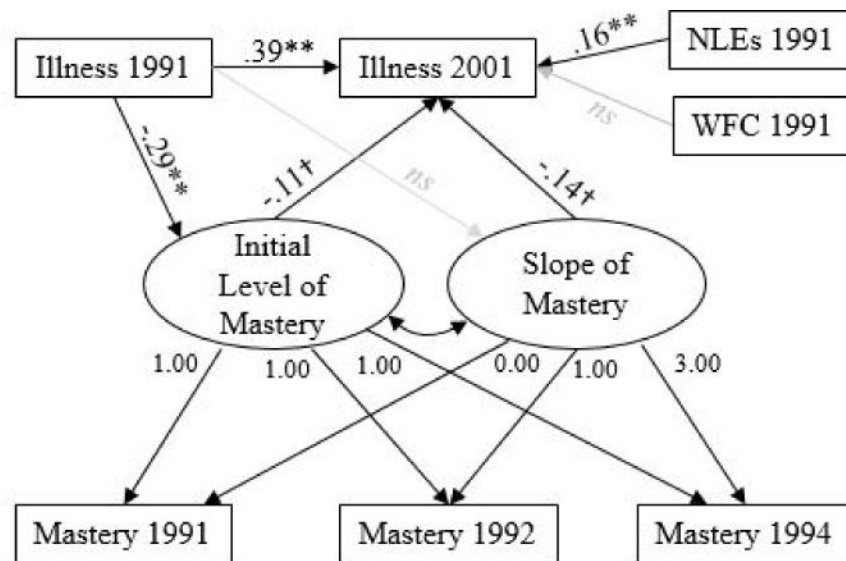 Illness 1991
.39**
Illness 2001
.16**
NLEs 1991
ns
WFC 1991
-.29**
-.11†
ns
-.14†
Initial
Level of
Mastery
Slope of
Mastery
1.00
1.00
1.00
0.00
1.00
3.00
Mastery 1991
Mastery 1992
Mastery 1994